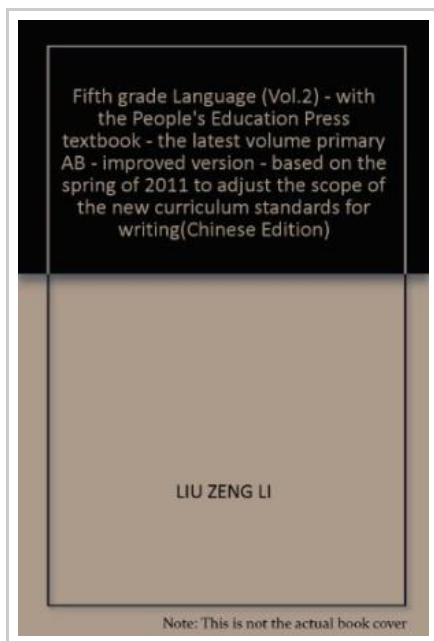 Fifth grade Language (Vol.2) - with
the People's Education Press
textbook - the latest volume primary
AB - improved version - based on the
spring of 2011 to adjust the scope of
the new curriculum standards for
writing(Chinese Edition)
LIU ZENG LI
Note: This is not the actual book cover